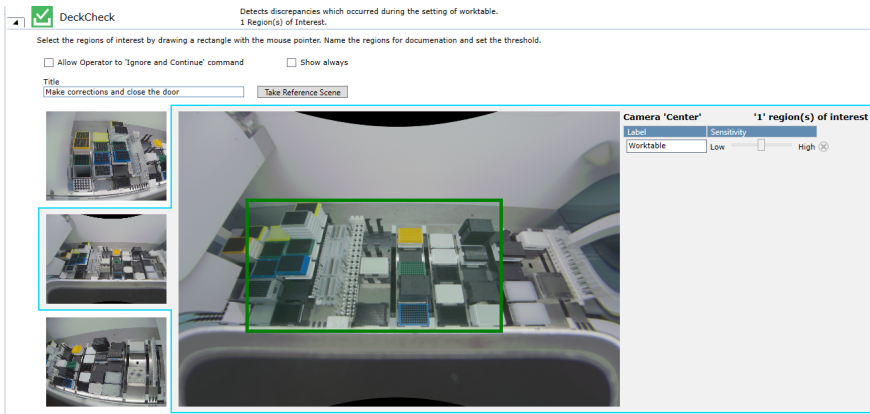 DeckCheck
Detects discrepancies which occurred during the setting of worktable.
1 Region(s) of Interest.
Select the regions of interest by drawing a rectangle with the mouse pointer. Name the regions for documenation and set the threshold.
Allow Operator to 'Ignore and Continue' command
Show always
Title
Make corrections and close the door
Take Reference Scene
Camera 'Center' '1' region(s) of interest
Label Sensitivity
Worktable Low High